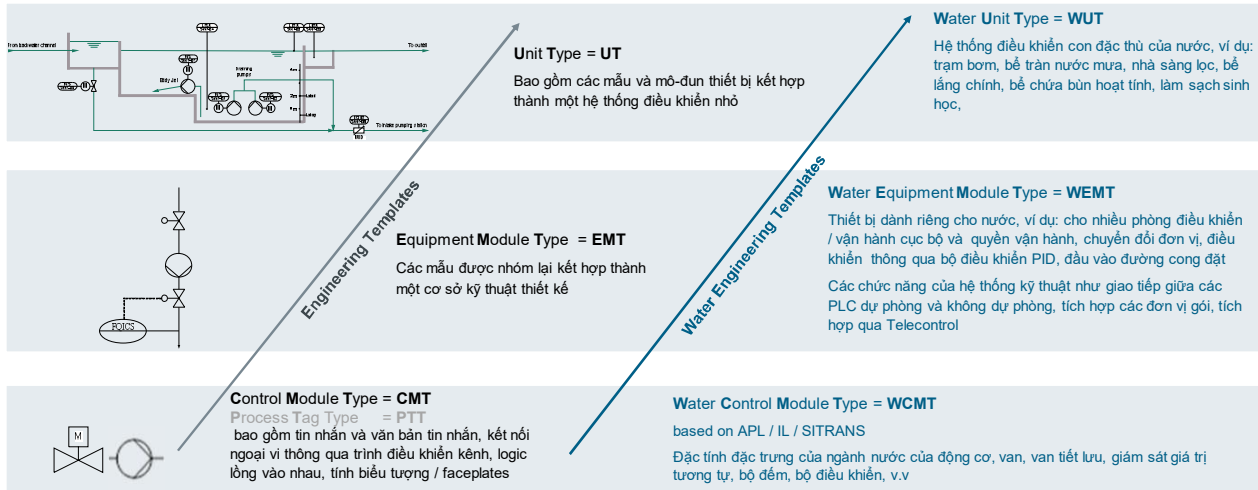 From backwater channel
To outfall
Eddy Jet
Draining
pumps
To intake pumping station
M
M
M
M
Unit Type = UT
Bao gồm các mẫu và mô-đun thiết bị kết hợp
thành một hệ thống điều khiển nhỏ
Water Unit Type = WUT
Hệ thống điều khiển con đặc thù của nước, ví dụ:
trạm bơm, bể tràn nước mưa, nhà sàng lọc, bể
lắng chính, bể chứa bùn hoạt tính, làm sạch sinh
học,
Engineering Templates
Water Engineering Templates
FQICS
Equipment Module Type = EMT
Các mẫu được nhóm lại kết hợp thành
một cơ sở kỹ thuật thiết kế
Water Equipment Module Type = WEMT
Thiết bị dành riêng cho nước, ví dụ: cho nhiều phòng điều khiển
/ vận hành cục bộ và quyền vận hành, chuyển đổi đơn vị, điều
khiển thông qua bộ điều khiển PID, đầu vào đường cong đặt
Các chức năng của hệ thống kỹ thuật như giao tiếp giữa các
PLC dự phòng và không dự phòng, tích hợp các đơn vị gói, tích
hợp qua Telecontrol
M
Control Module Type = CMT
Process Tag Type = PTT
bao gồm tin nhắn và văn bản tin nhắn, kết nối
ngoại vi thông qua trình điều khiển kênh, logic
lồng vào nhau, tính biểu tượng / faceplates
Water Control Module Type = WCMT
based on APL / IL / SITRANS
Đặc tính đặc trưng của ngành nước của động cơ, van, van tiết lưu, giám sát giá trị
tương tự, bộ đếm, bộ điều khiển, v.v